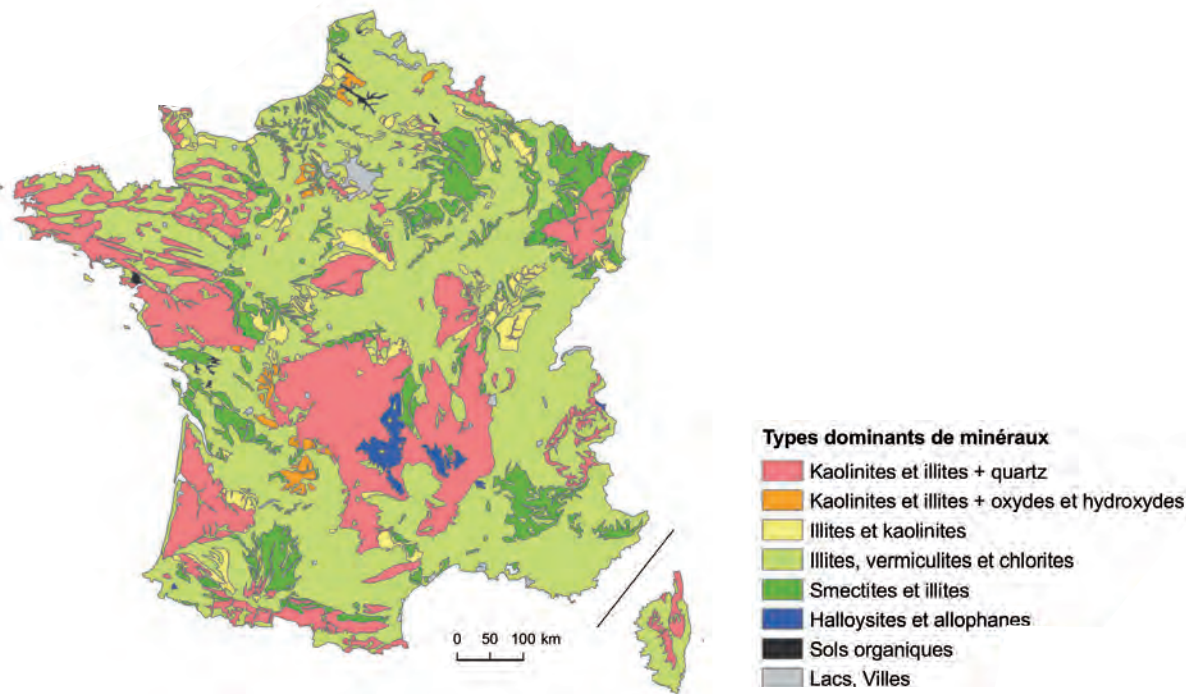 Types dominants de minéraux
Kaolinites et illites + quartz
Kaolinites et illites + oxydes et hydroxydes
Illites et kaolinites
Illites, vermiculites et chlorites
Smectites et illites
Halloysites et allophanes
Sols organiques
Lacs, Villes
0 50 100 km